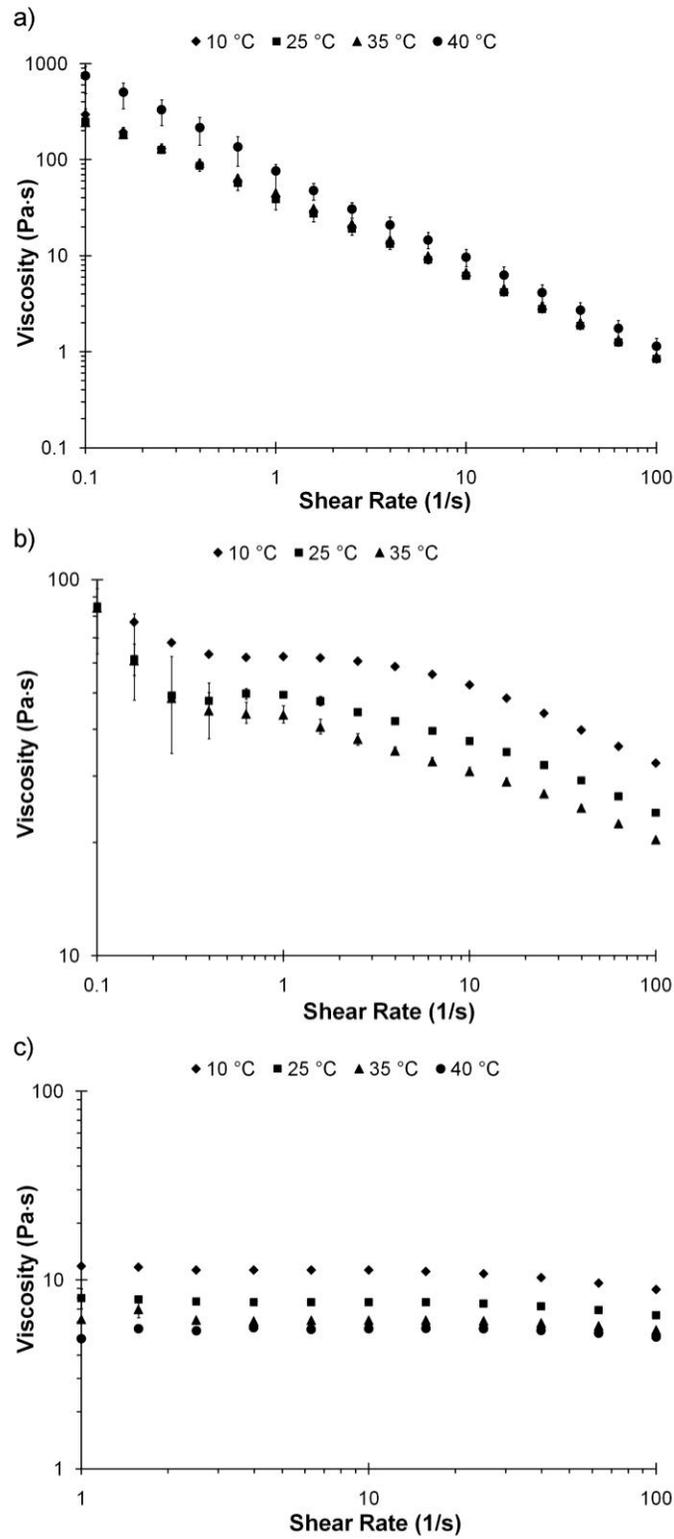 a)
10 °C 25 °C 35 °C 40 °C
1000
100
10
1
0.1
Viscosity (Pa·s)
0.1 1 10 100
Shear Rate (1/s)
b)
10 °C 25 °C 35 °C
100
10
Viscosity (Pa·s)
0.1 1 10 100
Shear Rate (1/s)
c)
10 °C 25 °C 35 °C 40 °C
100
10
1
Viscosity (Pa·s)
1 10 100
Shear Rate (1/s)